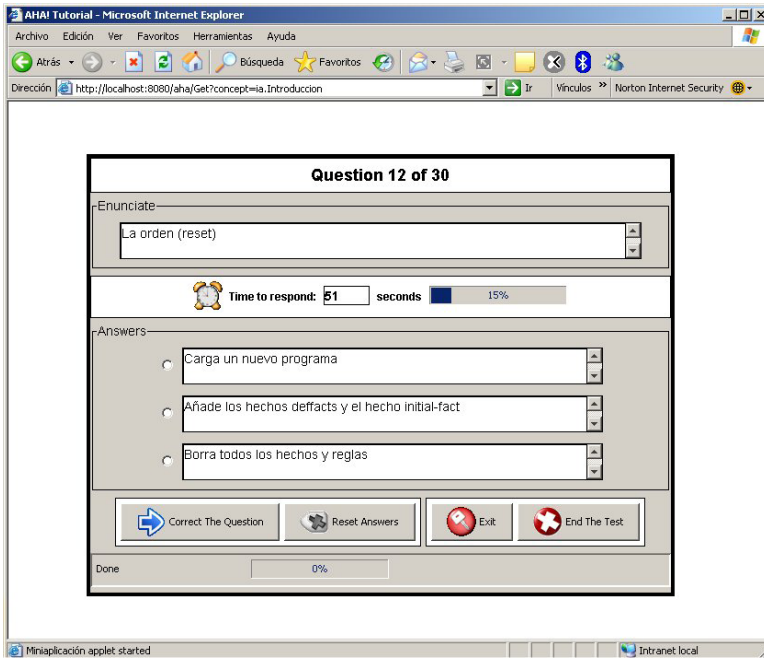 AHA! Tutorial - Microsoft Internet Explorer
Archivo Edición Ver Favoritos Herramientas Ayuda
Atrás Búsqueda Favoritos
Dirección http://localhost:8080/aha/Get?concept=ia.Introduccion Ir Vínculos » Norton Internet Security
Question 12 of 30
Enunciate
La orden (reset)
Time to respond: 51 seconds 15%
Answers
Carga un nuevo programa
Añade los hechos deffacts y el hecho initial-fact
Borra todos los hechos y reglas
Correct The Question Reset Answers Exit End The Test
Done 0%
Miniaplicación applet started Intranet local